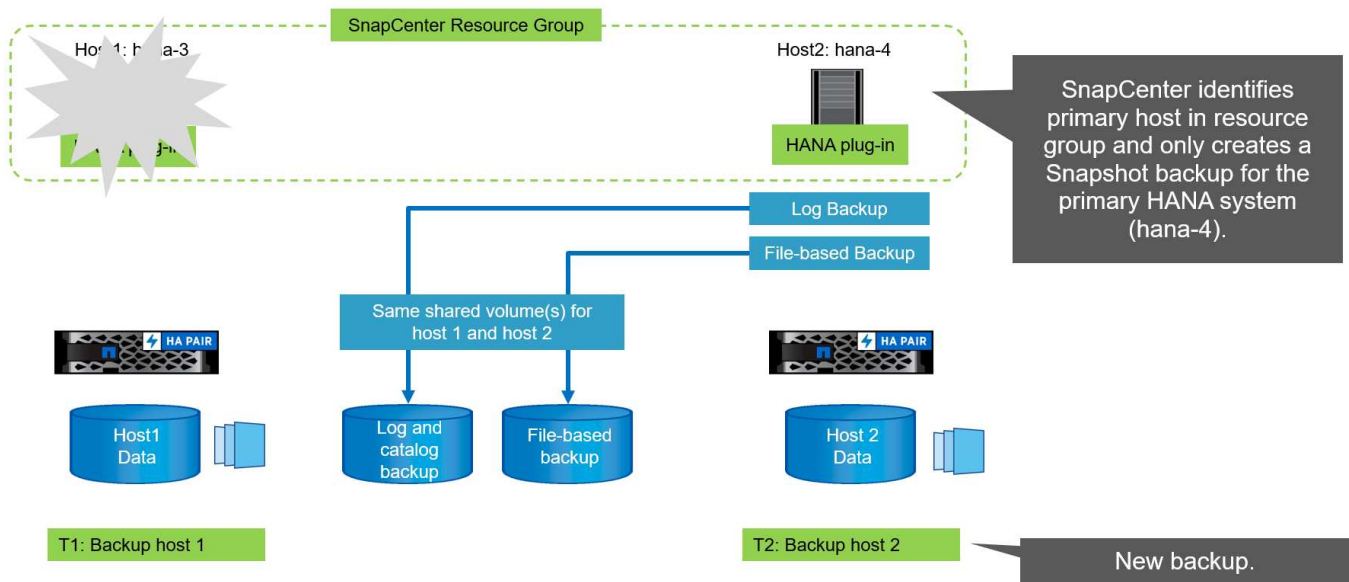 SnapCenter Resource Group
Host2: hana-4
HANA plug-in
SnapCenter identifies
primary host in resource
group and only creates a
Snapshot backup for the
primary HANA system
(hana-4).
Log Backup
File-based Backup
Same shared volume(s) for
host 1 and host 2
HA PAIR
HA PAIR
Host1
Data
Log and
catalog
backup
File-based
backup
Host 2
Data
T1: Backup host 1
T2: Backup host 2
New backup.